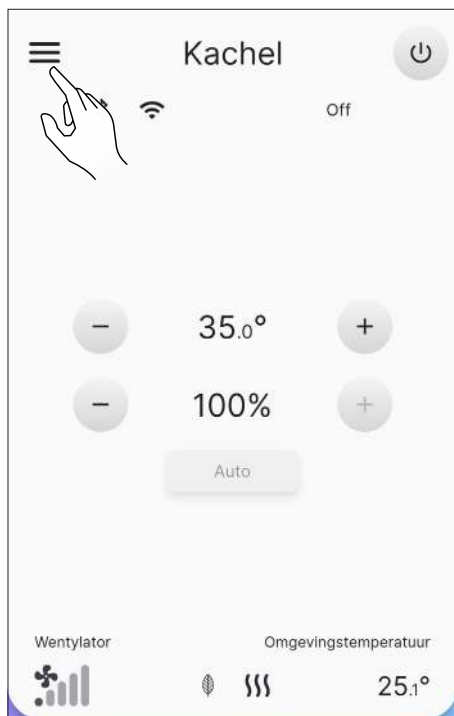 Kachel
Off
− 35.0° +
− 100% +
Auto
Wentylator Omgevingstemperatuur
25.1°